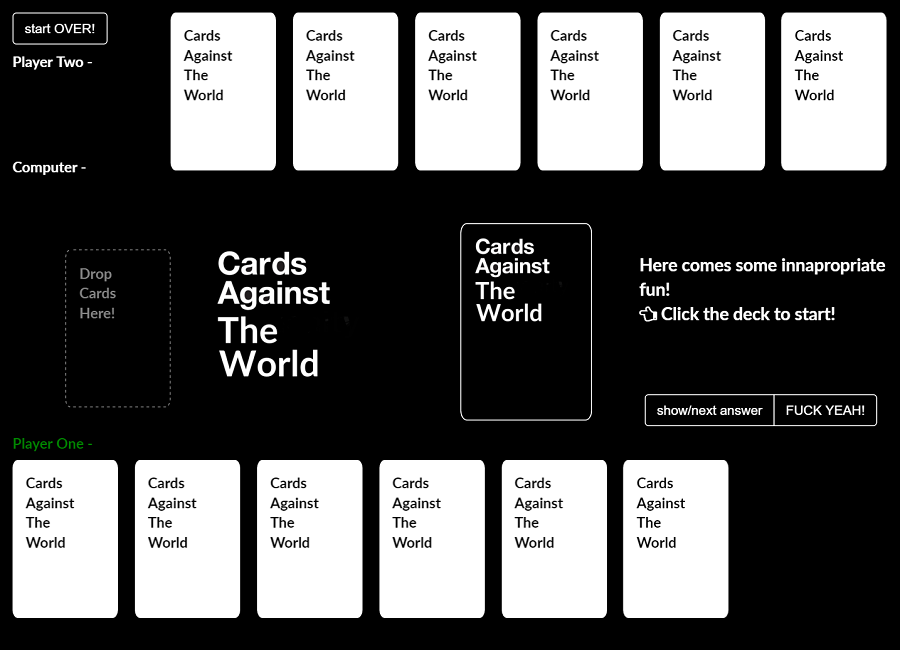 start OVER!
Player Two -
Cards
Against
The
World
Cards
Against
The
World
Cards
Against
The
World
Cards
Against
The
World
Cards
Against
The
World
Cards
Against
The
World
Computer -
Drop
Cards
Here!
Cards
Against
The
World
Cards
Against
The
World
Here comes some innapropriate
fun!
Click the deck to start!
show/next answer
FUCK YEAH!
Player One -
Cards
Against
The
World
Cards
Against
The
World
Cards
Against
The
World
Cards
Against
The
World
Cards
Against
The
World
Cards
Against
The
World